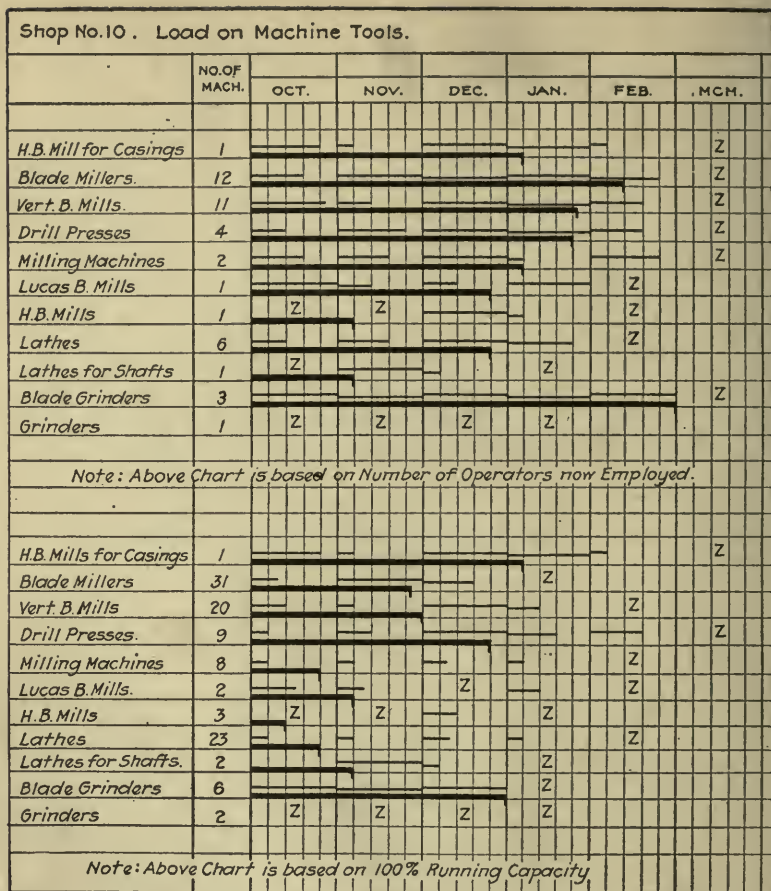 Shop No.10. Load on Machine Tools.
NO.OF
MACH. OCT. NOV. DEC. JAN. FEB. MCH.
H.B. Mill for Casings 1 Z
Blade Millers. 12 Z
Vert. B. Mills. 11 Z
Drill Presses 4 Z
Milling Machines 2 Z
Lucas B. Mills 1 Z
H.B. Mills 1 Z Z Z
Lathes 6 Z
Lathes for Shafts 1 Z Z
Blade Grinders 3 Z
Grinders 1 Z Z Z Z
Note: Above Chart is based on Number of Operators now Employed.
H.B. Mills for Casings 1 Z
Blade Millers 31 Z
Vert. B. Mills 20 Z
Drill Presses. 9 Z
Milling Machines 8 Z
Lucas B. Mills. 2 Z Z
H.B. Mills 3 Z Z Z
Lathes 23 Z
Lathes for Shafts. 2 Z
Blade Grinders 6 Z
Grinders 2 Z Z Z Z
Note: Above Chart is based on 100% Running Capacity